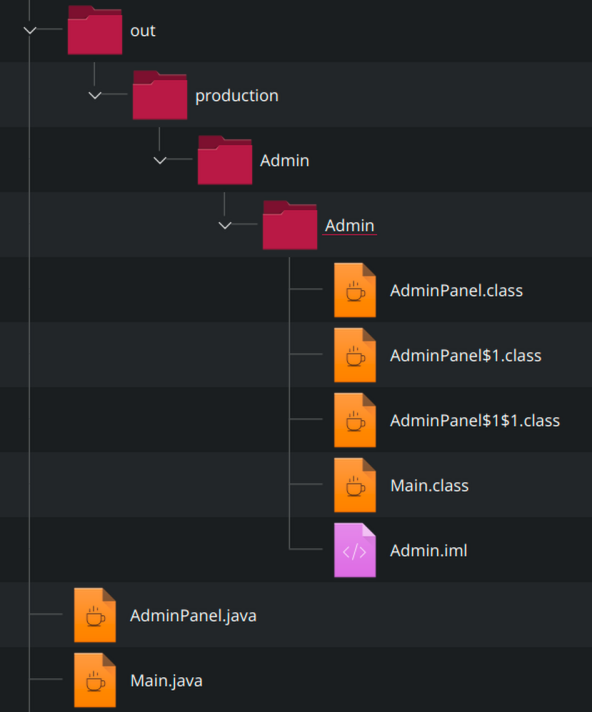 out
production
Admin
Admin
AdminPanel.class
AdminPanel$1.class
AdminPanel$1$1.class
Main.class
Admin.iml
AdminPanel.java
Main.java